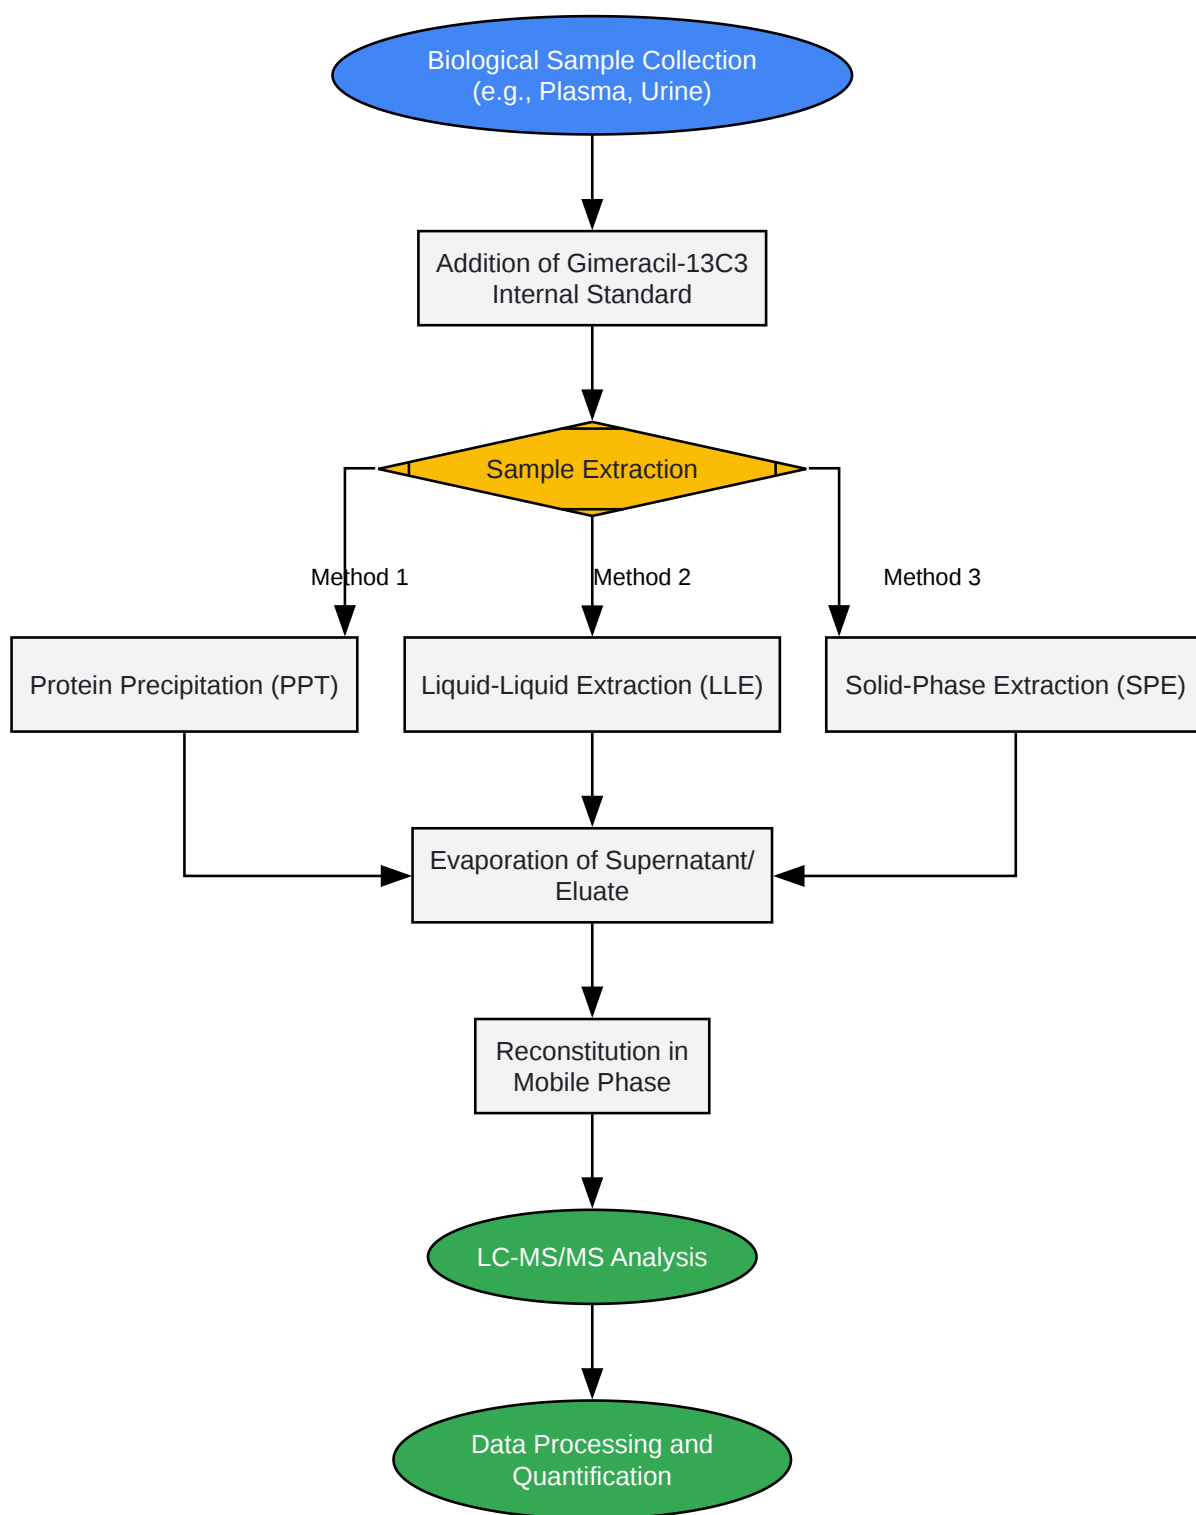 Biological Sample Collection
(e.g., Plasma, Urine)
Addition of Gimeracil-13C3
Internal Standard
Sample Extraction
Method 1
Method 2
Method 3
Protein Precipitation (PPT)
Liquid-Liquid Extraction (LLE)
Solid-Phase Extraction (SPE)
Evaporation of Supernatant/
Eluate
Reconstitution in
Mobile Phase
LC-MS/MS Analysis
Data Processing and
Quantification